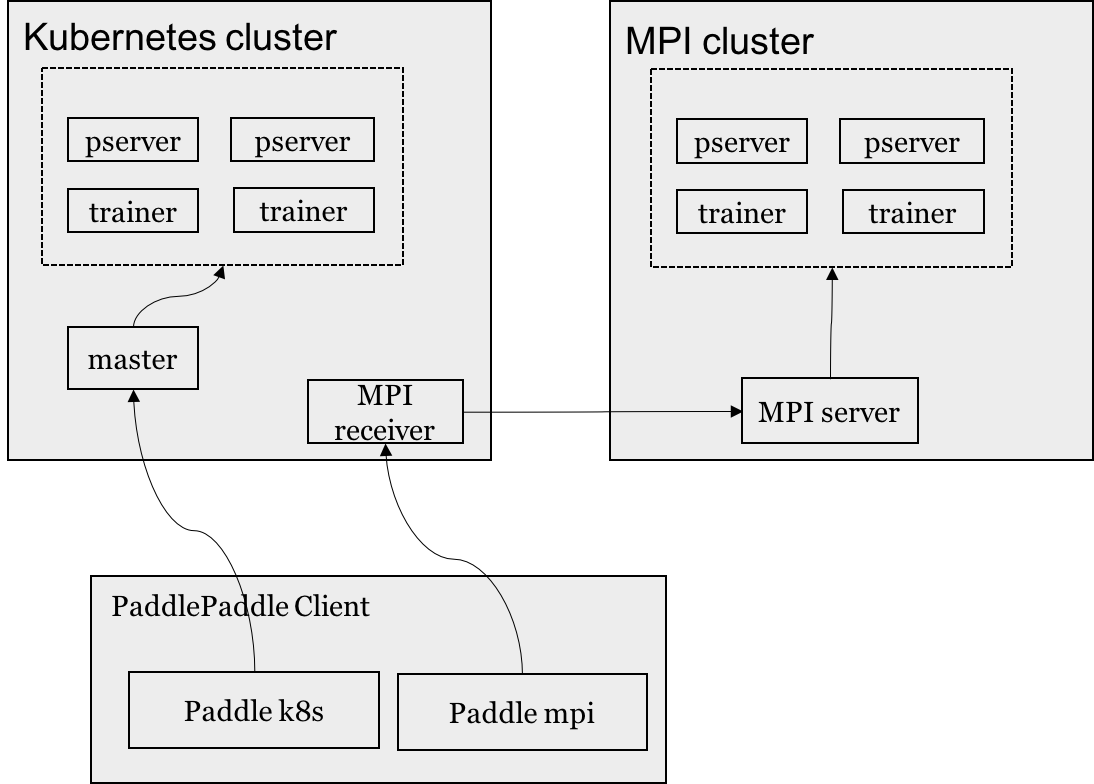 Kubernetes cluster
pserver
pserver
trainer
trainer
master
MPI
receiver
MPI cluster
pserver
pserver
trainer
trainer
MPI server
PaddlePaddle Client
Paddle k8s
Paddle mpi